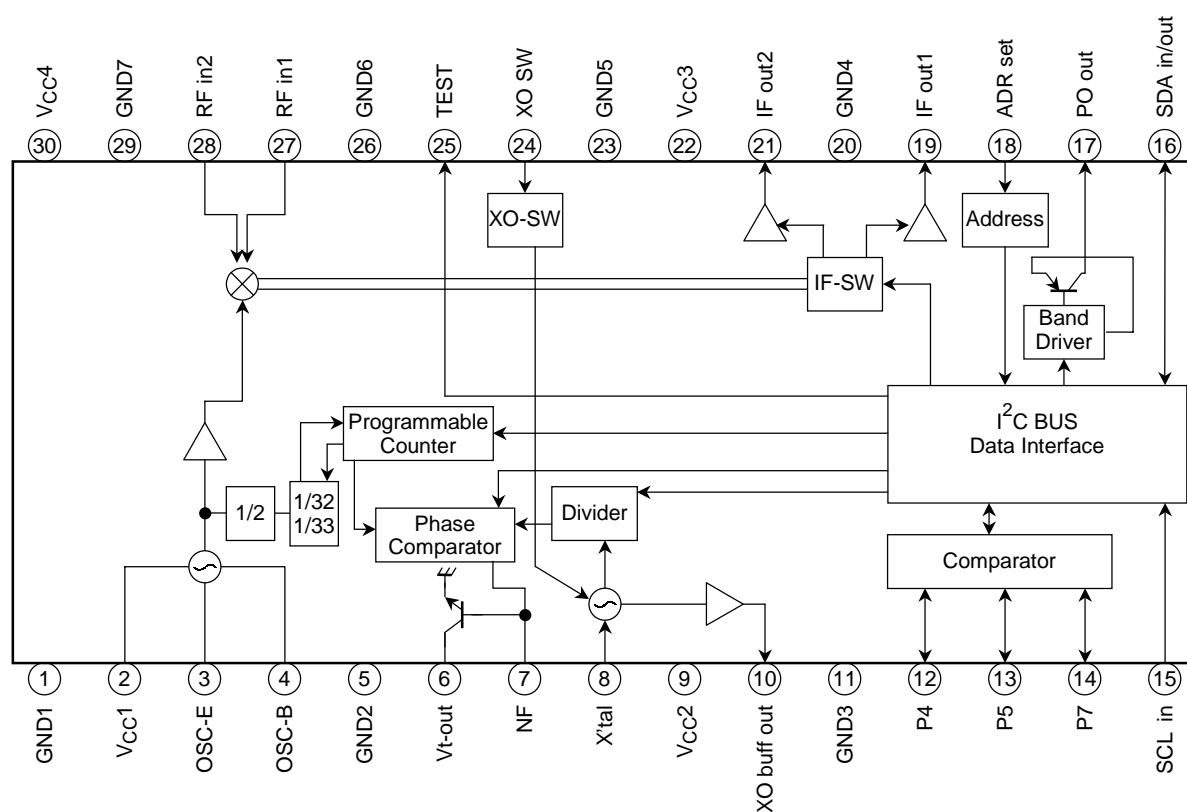 VCC4
GND7
RF in2
RF in1
GND6
TEST
XO SW
GND5
VCC3
IF out2
GND4
IF out1
ADR set
PO out
SDA in/out
30
29
28
27
26
25
24
23
22
21
20
19
18
17
16
XO-SW
Address
IF-SW
Band
Driver
I2C BUS
Data Interface
Programmable
Counter
1/2
1/32
1/33
Phase
Comparator
Divider
Comparator
1
2
3
4
5
6
7
8
9
10
11
12
13
14
15
GND1
VCC1
OSC-E
OSC-B
GND2
Vt-out
NF
X'tal
VCC2
XO buff out
GND3
P4
P5
P7
SCL in